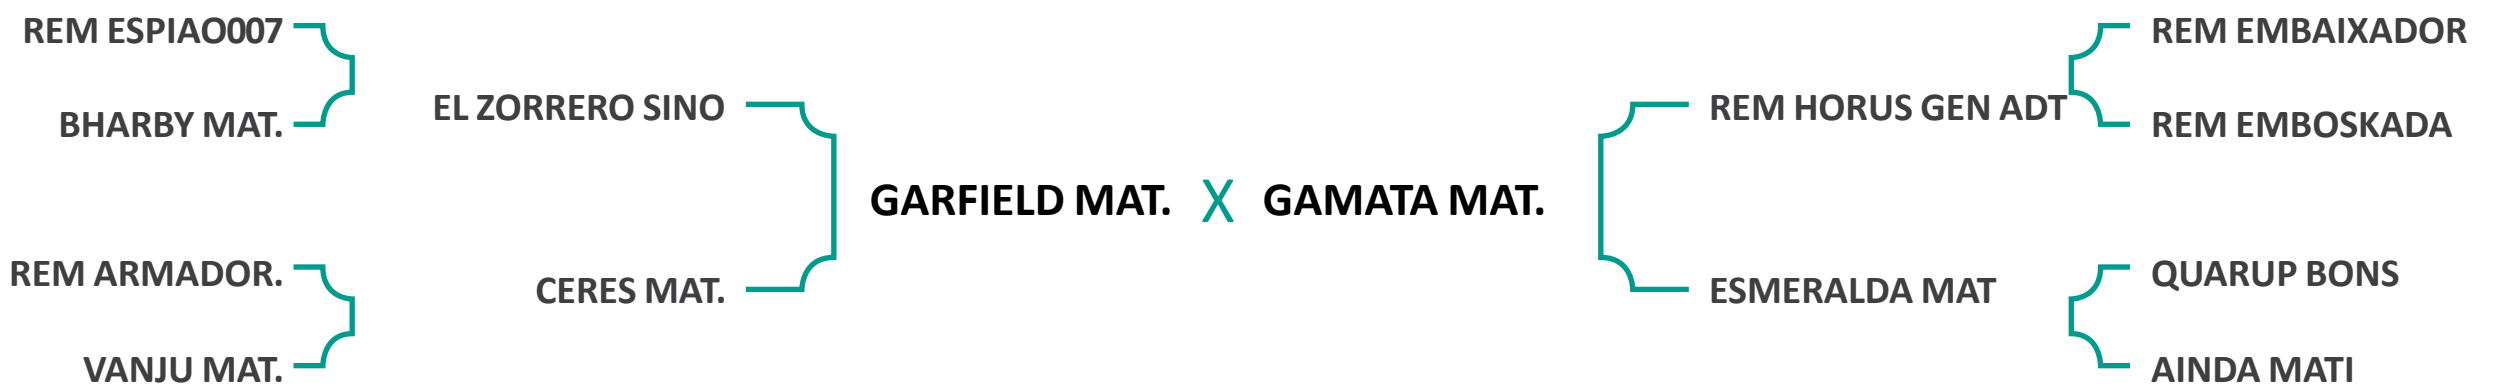 REM ESPIAO007
REM EMBAIXADOR
EL ZORRERO SINO
REM HORUS GEN ADT
BHARBY MAT.
REM EMBOSKADA
GARFIELD MAT. X GAMATA MAT.
REM ARMADOR.
QUARUP BONS
CERES MAT.
ESMERALDA MAT
VANJU MAT.
AINDA MATI